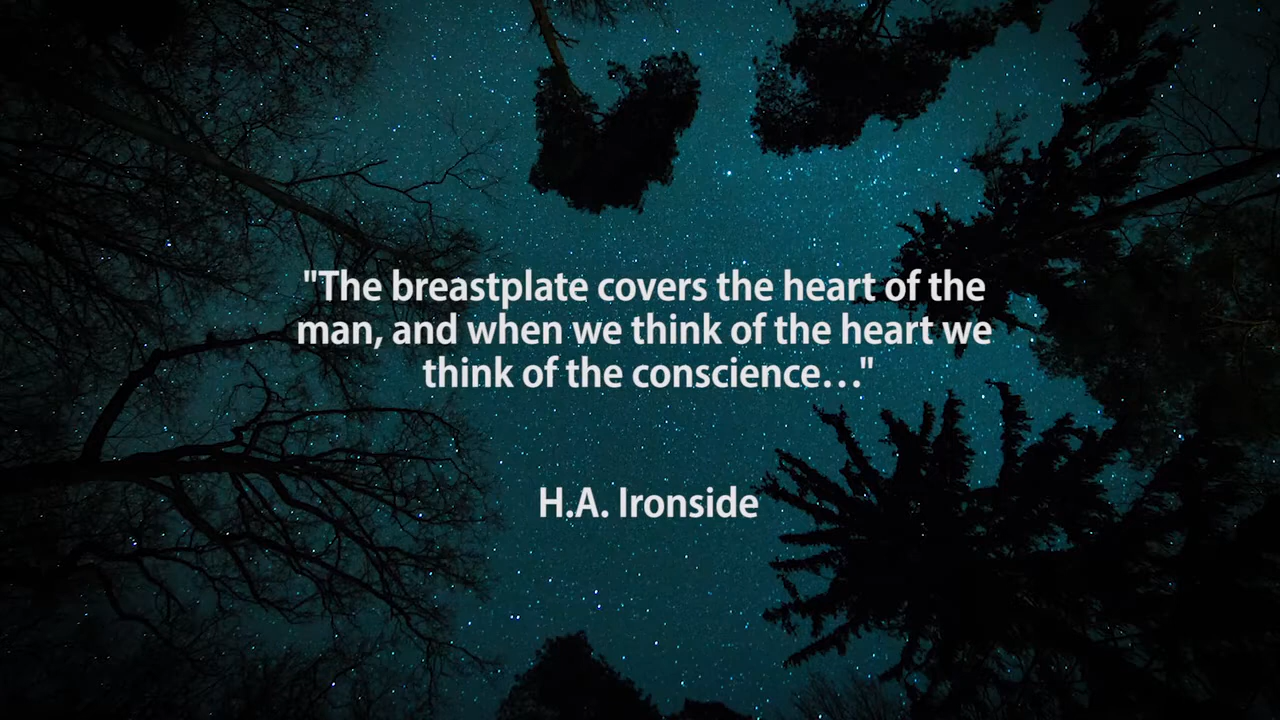 "The breastplate covers the heart of the
man, and when we think of the heart we
think of the conscience…"
H.A. Ironside